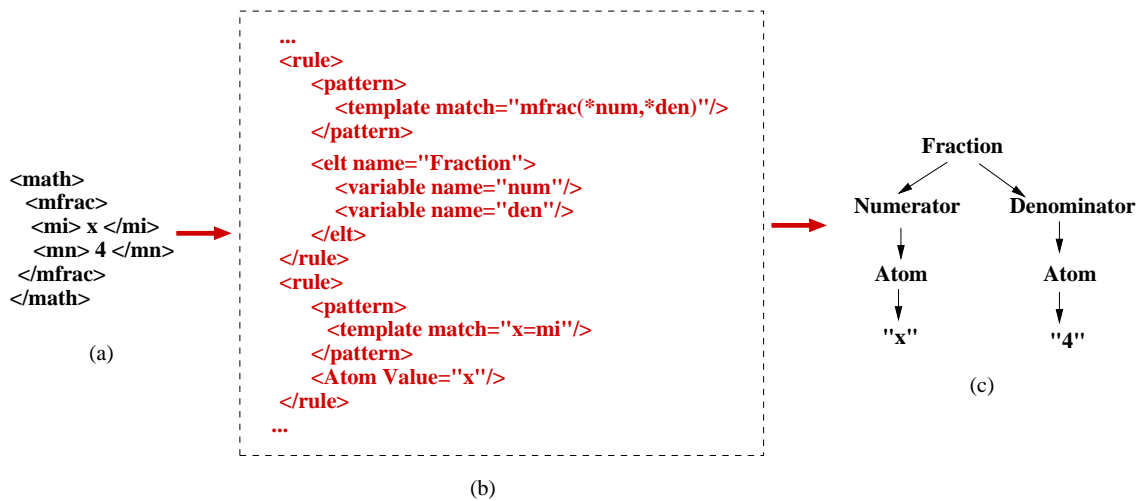 <math>
<mfrac>
<mi> x </mi>
<mn> 4 </mn>
</mfrac>
</math>
(a)
...
<rule>
<pattern>
<template match="mfrac(*num,*den)"/>
</pattern>
<elt name="Fraction">
<variable name="num"/>
<variable name="den"/>
</elt>
</rule>
<rule>
<pattern>
<template match="x=mi"/>
</pattern>
<Atom Value="x"/>
</rule>
...
(b)
Fraction
Numerator Denominator
Atom Atom
"x" "4"
(c)